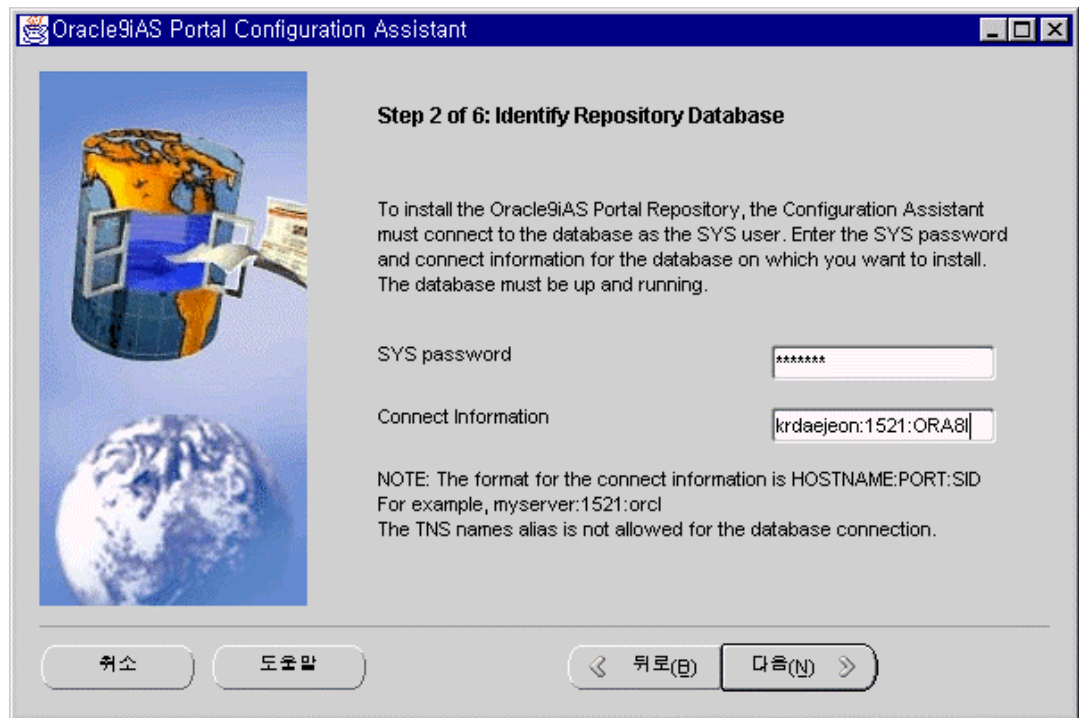 Oracle9iAS Portal Configuration Assistant
Step 2 of 6: Identify Repository Database
To install the Oracle9iAS Portal Repository, the Configuration Assistant
must connect to the database as the SYS user. Enter the SYS password
and connect information for the database on which you want to install.
The database must be up and running.
SYS password
*******
Connect Information
krdaejeon:1521:ORA8I
NOTE: The format for the connect information is HOSTNAME:PORT:SID
For example, myserver:1521:orcl
The TNS names alias is not allowed for the database connection.
취소 도움말 뒤로(B) 다음(N)